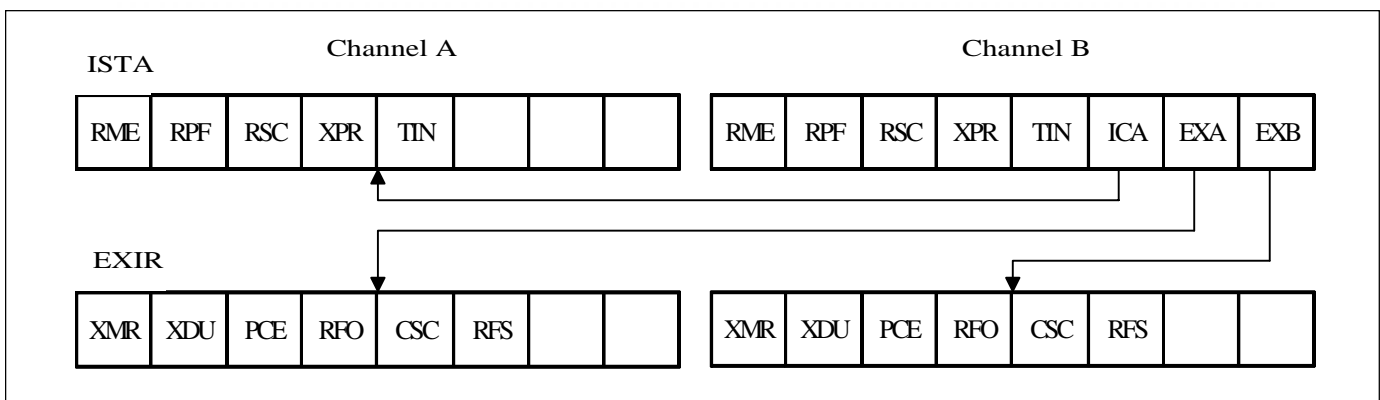 Channel A Channel B
ISTA
RME RPF RSC XPR TIN RME RPF RSC XPR TIN ICA EXA EXB
EXIR
XMR XDU PCE RFO CSC RFS XMR XDU PCE RFO CSC RFS